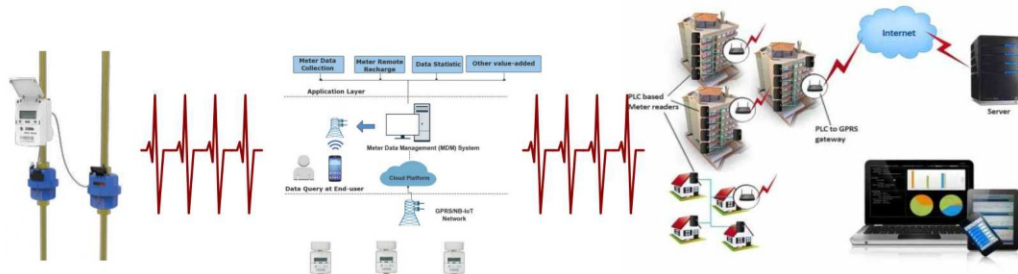 Meter Data
Collection
Meter Remote
Recharge
Data Statistic
Other value-added
Application Layer
Meter Data Management (MDM) System
Cloud Platform
Data Query at End-user
GPRS/NB-IoT
Network
Internet
PLC based
Meter readers
PLC to GPRS
gateway
Server